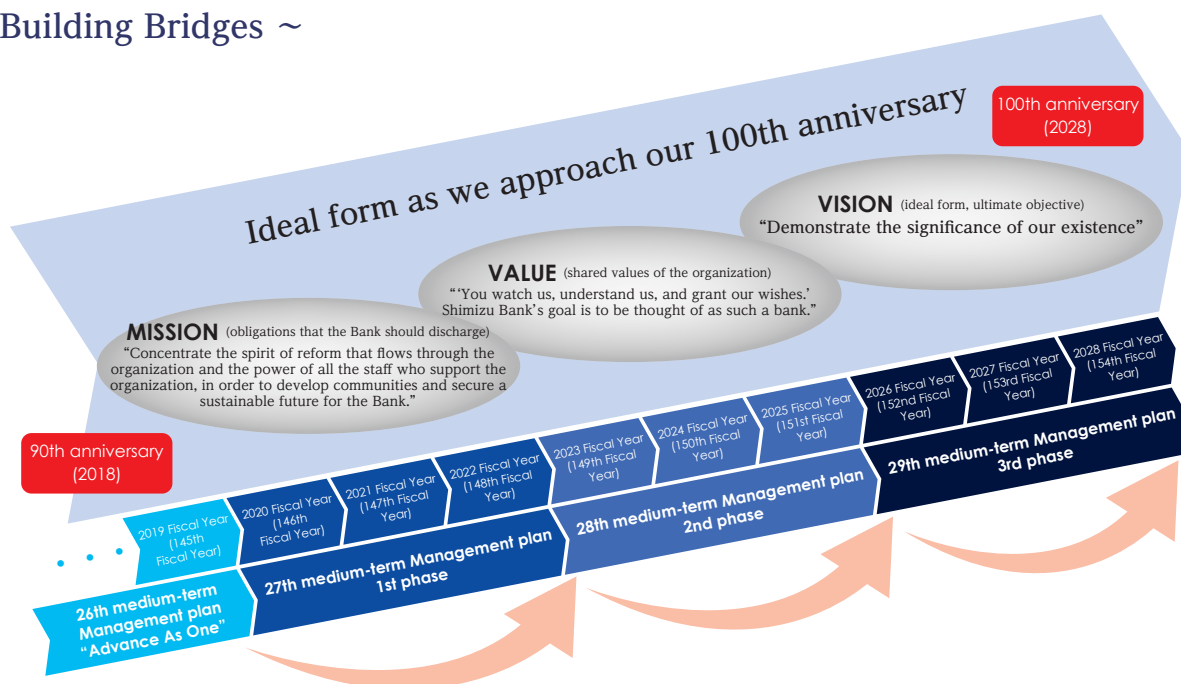 Building Bridges ~
100th anniversary
(2028)
Ideal form as we approach our 100th anniversary
VISION (ideal form, ultimate objective)
“Demonstrate the significance of our existence”
VALUE (shared values of the organization)
“ ‘You watch us, understand us, and grant our wishes.’
Shimizu Bank’s goal is to be thought of as such a bank.”
MISSION (obligations that the Bank should discharge)
“Concentrate the spirit of reform that flows through the
organization and the power of all the staff who support the
organization, in order to develop communities and secure a
sustainable future for the Bank.”
90th anniversary
(2018)
2019 Fiscal Year
(145th
Fiscal Year)
2020 Fiscal Year
(146th
Fiscal Year)
2021 Fiscal Year
(147th Fiscal
Year)
2022 Fiscal Year
(148th Fiscal
Year)
2023 Fiscal Year
(149th Fiscal
Year)
2024 Fiscal Year
(150th Fiscal
Year)
2025 Fiscal Year
(151st Fiscal
Year)
2026 Fiscal Year
(152nd Fiscal
Year)
2027 Fiscal Year
(153rd Fiscal
Year)
2028 Fiscal Year
(154th Fiscal
Year)
26th medium-term
Management plan
“Advance As One”
27th medium-term Management plan
1st phase
28th medium-term Management plan
2nd phase
29th medium-term Management plan
3rd phase